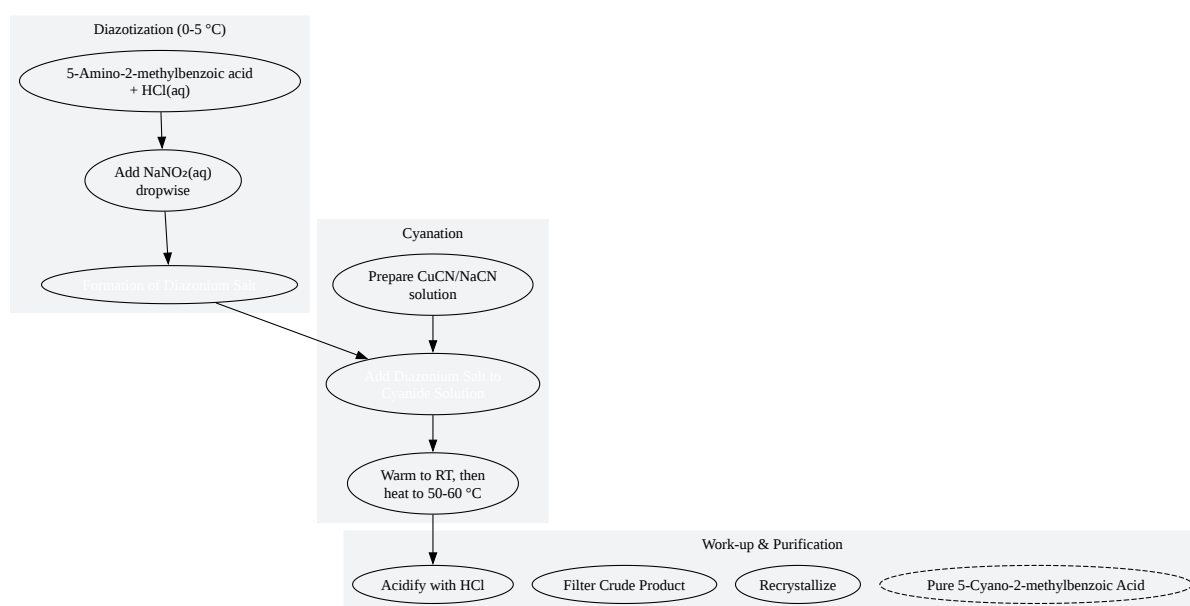 Diazotization (0-5 °C)
5-Amino-2-methylbenzoic acid
+ HCl(aq)
Add NaNO₂(aq)
dropwise
Formation of Diazonium Salt
Cyanation
Prepare CuCN/NaCN
solution
Add Diazonium Salt to
Cyanide Solution
Warm to RT, then
heat to 50-60 °C
Work-up & Purification
Acidify with HCl
Filter Crude Product
Recrystallize
Pure 5-Cyano-2-methylbenzoic Acid